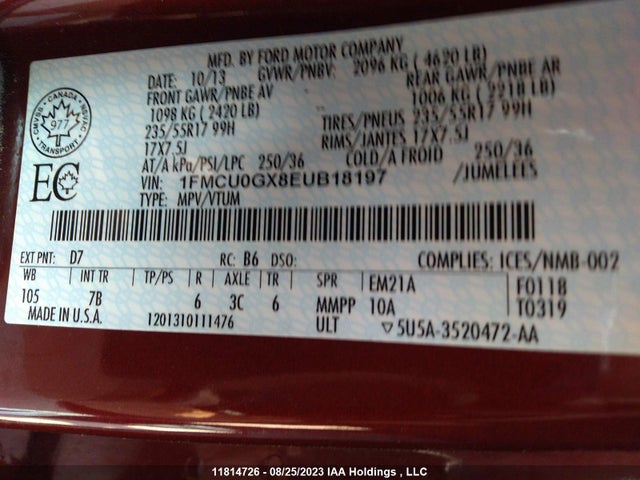 MFD. BY FORD MOTOR COMPANY
DATE: 10/13 GVWR/PNBV: 2096 KG ( 4620 LB)
FRONT GAWR/PNBE AV REAR GAWR/PNBE AR
1098 KG ( 2420 LB) 1006 KG ( 2218 LB)
235/55R17 99H TIRES/PNEUS 235/55R17 99H
17X7.5J RIMS/JANTES 17X7.5J
AT/A kPa/PSI/LPC 250/36 COLD/A FROID 250/36
VIN: 1FMCU0GX8EUB18197 /JUMELEES
TYPE: MPV/VTUM
CANADA
CMVSS NSVAC
977
TRANSPORT
EC
EXT PNT: D7 RC: B6 DSO: COMPLIES: ICES/NMB-002
WB INT TR TP/PS R AXLE TR SPR EM21A F0118
105 7B 6 3C 6 MMPP 10A T0319
MADE IN U.S.A. 1201310111476 ULT ▽5U5A-3520472-AA
11814726 - 08/25/2023 IAA Holdings , LLC